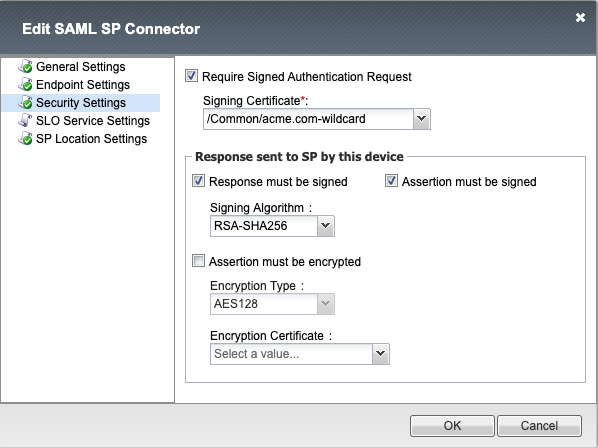 Edit SAML SP Connector
General Settings
Endpoint Settings
Security Settings
SLO Service Settings
SP Location Settings
Require Signed Authentication Request
Signing Certificate*:
/Common/acme.com-wildcard
Response sent to SP by this device
Response must be signed
Assertion must be signed
Signing Algorithm :
RSA-SHA256
Assertion must be encrypted
Encryption Type :
AES128
Encryption Certificate :
Select a value...
OK
Cancel